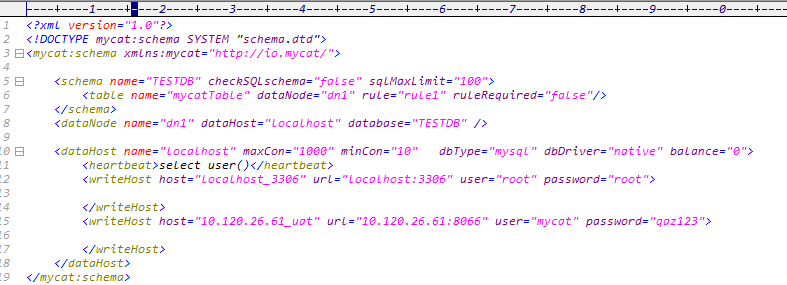 ----+----1----+----2----+----3----+----4----+----5----+----6----+----7----+----8----+----9----+----0----+---
1 <?xml version="1.0"?>
2 <!DOCTYPE mycat:schema SYSTEM "schema.dtd">
3 <mycat:schema xmlns:mycat="http://io.mycat/">
4
5 <schema name="TESTDB" checkSQLschema="false" sqlMaxLimit="100">
6 <table name="mycatTable" dataNode="dn1" rule="rule1" ruleRequired="false"/>
7 </schema>
8 <dataNode name="dn1" dataHost="localhost" database="TESTDB" />
9
10 <dataHost name="localhost" maxCon="1000" minCon="10" dbType="mysql" dbDriver="native" balance="0">
11 <heartbeat>select user()</heartbeat>
12 <writeHost host="localhost_3306" url="localhost:3306" user="root" password="root">
13
14 </writeHost>
15 <writeHost host="10.120.26.61_uat" url="10.120.26.61:8066" user="mycat" password="qaz123">
16
17 </writeHost>
18 </dataHost>
19 </mycat:schema>